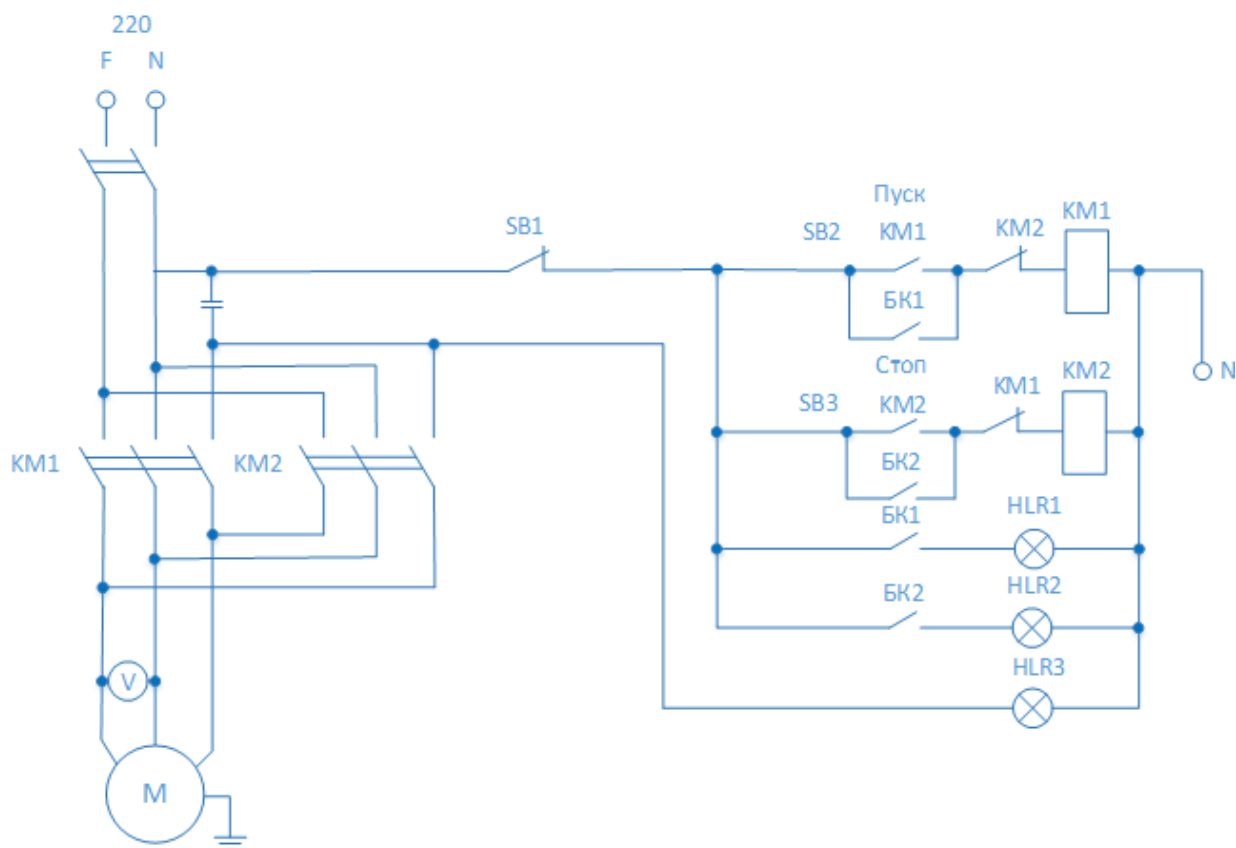 220
F N
SB1
SB2
Пуск
KM1
KM2
KM1
БК1
Стоп
N
SB3
KM2
KM1
KM2
БК2
KM1
KM2
БК1
HLR1
БК2
HLR2
HLR3
V
M